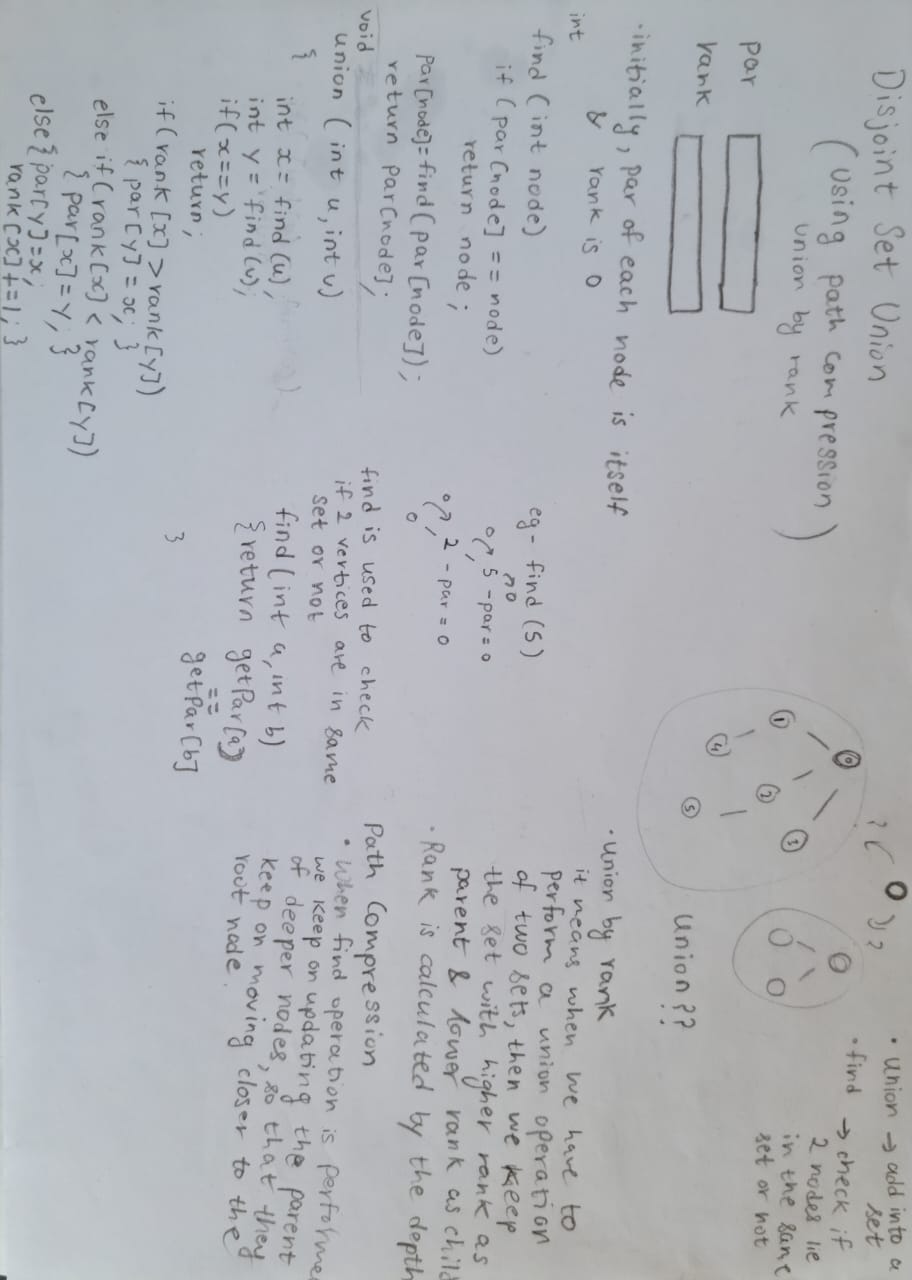 Disjoint Set Union
(using path compression
union by rank)
par
rank
·initially, par of each node is itself
& rank is 0
int
find (int node)
if (par[node] == node)
return node;
par[node]=find(par[node]);
return par[node];
void
union (int u, int v)
{
int x = find(u);
int y = find(v);
if(x==y)
return;
if(rank[x] > rank[y])
{ par[y] = x; }
else if(rank[x] < rank[y])
{ par[x] = y; }
else{ par[y]=x;
rank[x]+=1; }
eg- find (5)
0
0 5 -par=0
0 2 -par=0
0
find is used to check
if 2 vertices are in same
set or not
find(int a, int b)
{return getPar[a]
==
getPar[b]
}
? ?
0
1 2 3
4
5
Union??
· Union → add into a
set
· find → check if
2 nodes lie
in the same
set or not
· Union by rank
it means when we have to
perform a union operation
of two sets, then we keep
the set with higher rank as
parent & lower rank as child
· Rank is calculated by the depth
Path Compression
· When find operation is performe
we keep on updating the parent
of deeper nodes, so that they
keep on moving closer to the
root node.